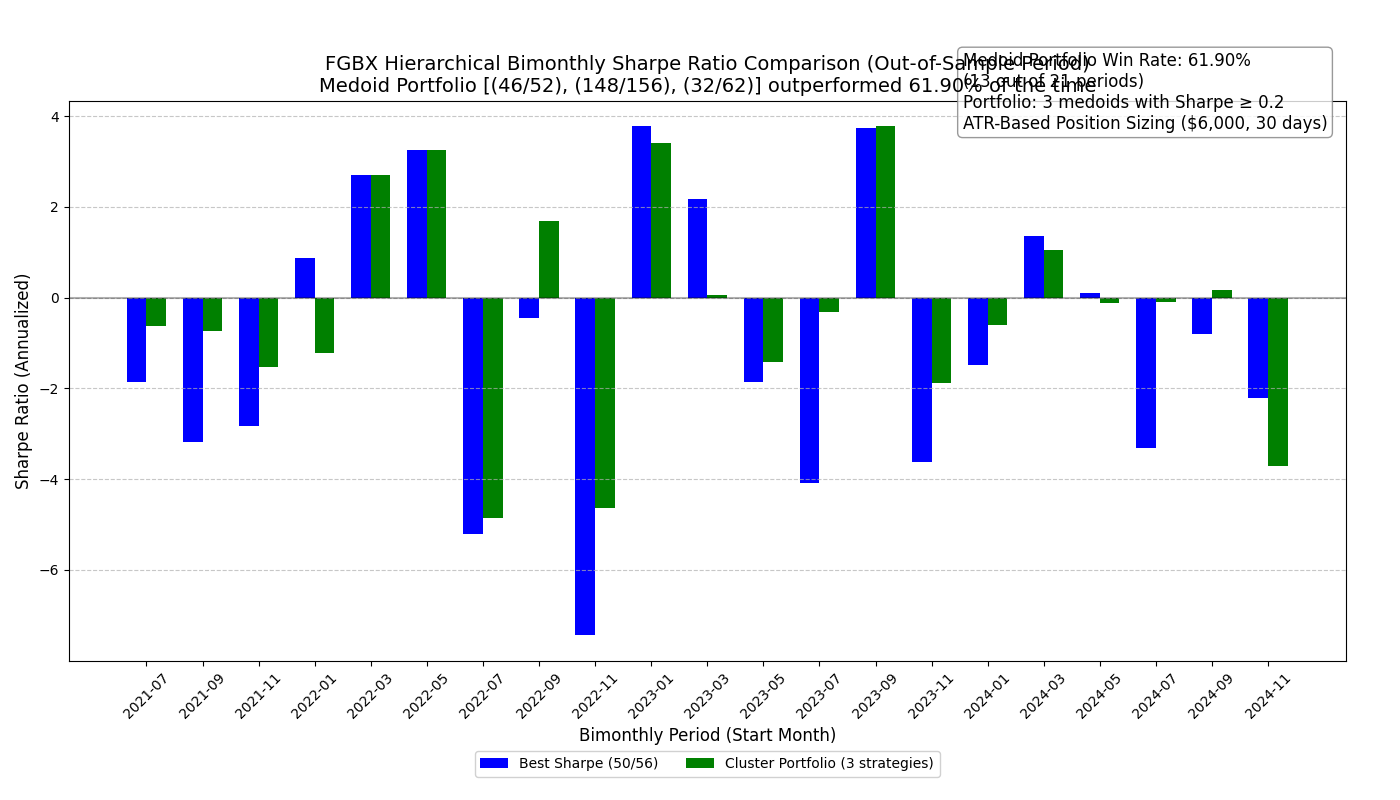 FGBX Hierarchical Bimonthly Sharpe Ratio Comparison (Out-of-Sample Period)
Medoid Portfolio [(46/52), (148/156), (32/62)] outperformed 61.90% of the time
Medoid Portfolio Win Rate: 61.90%
(13 out of 21 periods)
Portfolio: 3 medoids with Sharpe ≥ 0.2
ATR-Based Position Sizing ($6,000, 30 days)
Sharpe Ratio (Annualized)
4
2
0
−2
−4
−6
2021-07
2021-09
2021-11
2022-01
2022-03
2022-05
2022-07
2022-09
2022-11
2023-01
2023-03
2023-05
2023-07
2023-09
2023-11
2024-01
2024-03
2024-05
2024-07
2024-09
2024-11
Bimonthly Period (Start Month)
Best Sharpe (50/56)
Cluster Portfolio (3 strategies)